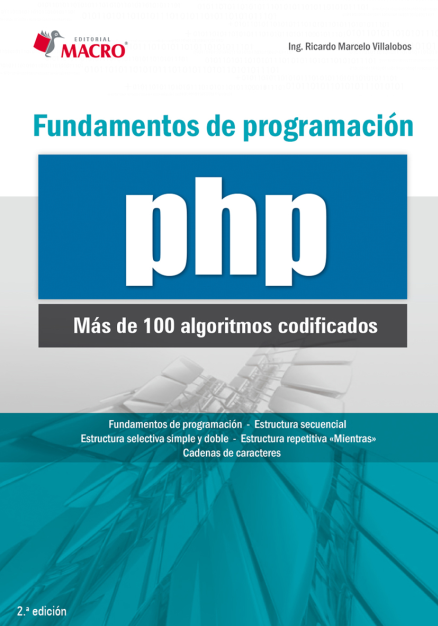 EDITORIAL
MACRO®
Ing. Ricardo Marcelo Villalobos
Fundamentos de programación
php
Más de 100 algoritmos codificados
Fundamentos de programación - Estructura secuencial
Estructura selectiva simple y doble - Estructura repetitiva «Mientras»
Cadenas de caracteres
2.ª edición